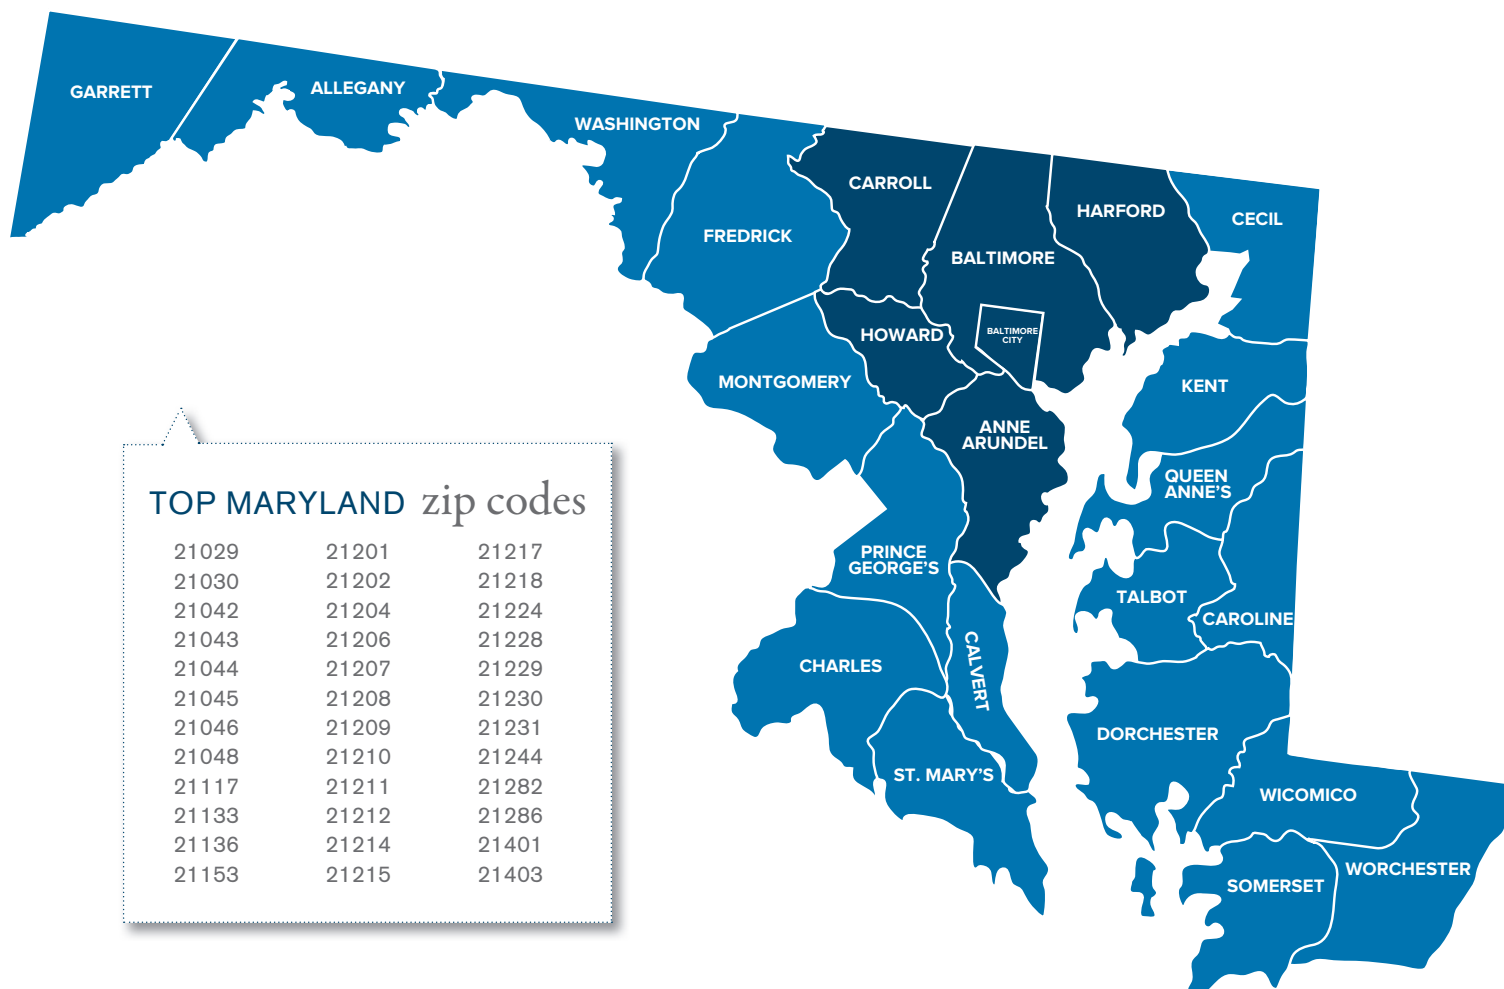 GARRETT
ALLEGANY
WASHINGTON
FREDRICK
CARROLL
BALTIMORE
HARFORD
CECIL
HOWARD
BALTIMORE
CITY
MONTGOMERY
KENT
ANNE
ARUNDEL
QUEEN
ANNE'S
PRINCE
GEORGE'S
TALBOT
CAROLINE
CHARLES
CALVERT
DORCHESTER
ST. MARY'S
WICOMICO
SOMERSET
WORCHESTER
TOP MARYLAND zip codes
21029 21201 21217
21030 21202 21218
21042 21204 21224
21043 21206 21228
21044 21207 21229
21045 21208 21230
21046 21209 21231
21048 21210 21244
21117 21211 21282
21133 21212 21286
21136 21214 21401
21153 21215 21403